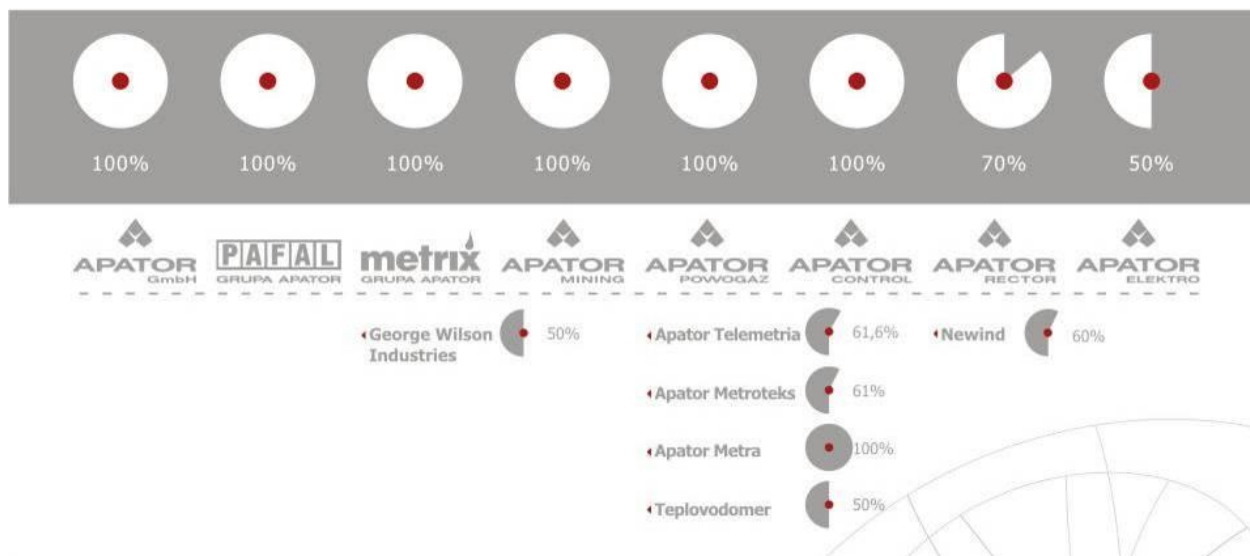 100% 100% 100% 100% 100% 100% 70% 50%
APATOR GmbH
PAFAL GRUPA APATOR
metrix GRUPA APATOR
APATOR MINING
APATOR POWOGAZ
APATOR CONTROL
APATOR RECTOR
APATOR ELEKTRO
George Wilson
Industries
50%
Apator Telemetria 61,6%
Apator Metroteks 61%
Apator Metra 100%
Teplovodomer 50%
Newind 60%